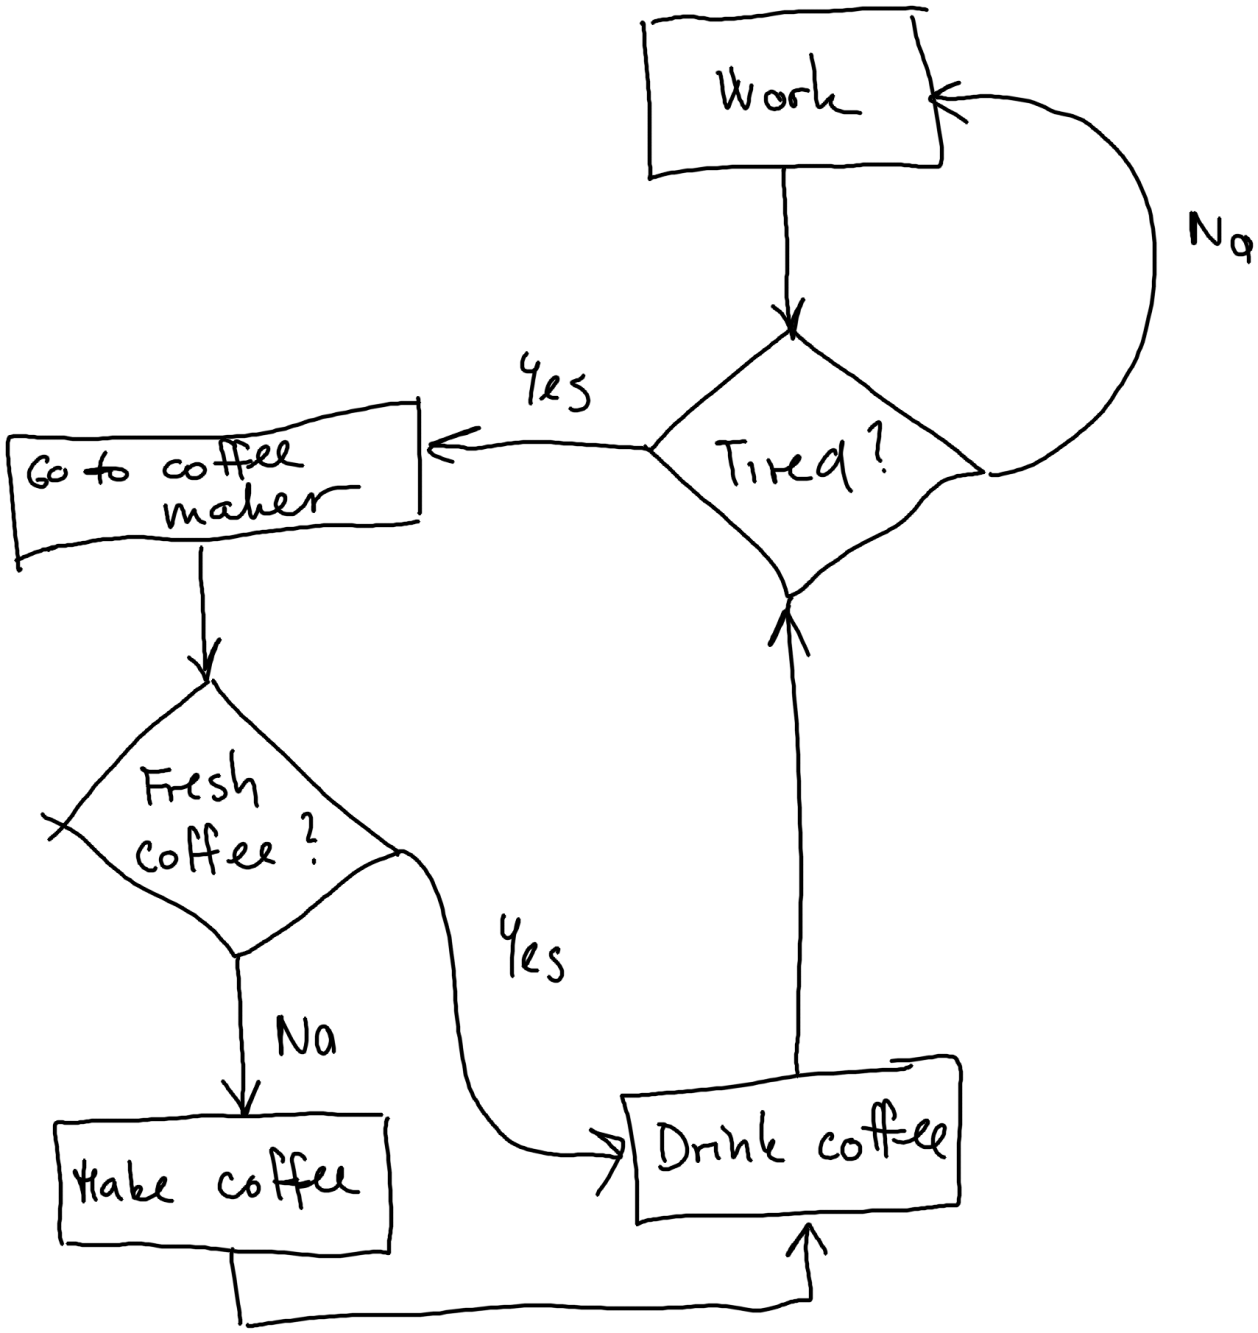 Work
No
Yes
Tired?
Go to coffee
maker
Fresh
coffee?
Yes
No
Make coffee
Drink coffee